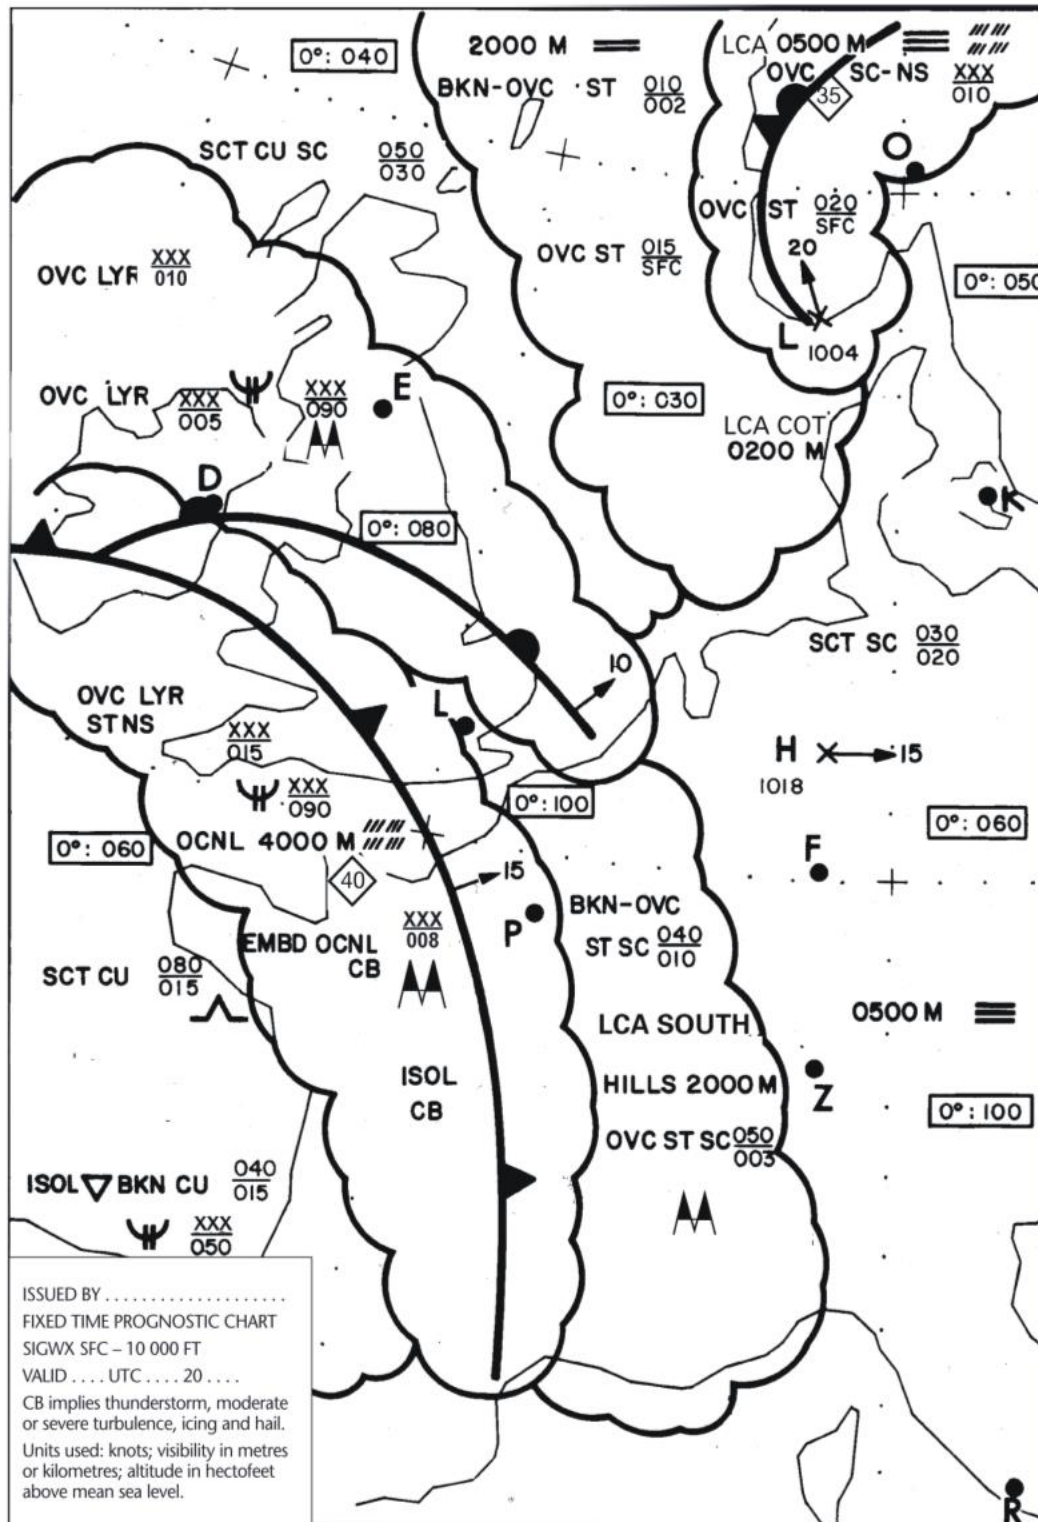 0°: 040
2000 M
BKN-OVC ST 010
002
LCA 0500 M
OVC SC-NS XXX
010
35
SCT CU SC 050
030
O
OVC LYR XXX
010
OVC ST 020
SFC
OVC ST 015
SFC
20
0°: 050
L 1004
OVC LYR XXX
005
XXX
090
E
0°: 030
LCA COT
0200 M
D
K
0°: 080
SCT SC 030
020
10
OVC LYR
ST NS
XXX
015
L
H
1018
15
XXX
090
0°: 100
0°: 060
OCNL 4000 M
0°: 060
40
15
F
EMBD OCNL
CB
XXX
008
P
BKN-OVC
ST SC 040
010
SCT CU 080
015
LCA SOUTH
HILLS 2000 M
0500 M
ISOL
CB
Z
0°: 100
OVC ST SC 050
003
ISOL BKN CU 040
015
XXX
050
ISSUED BY . . . . . . . . . . . . . . . . . . . .
FIXED TIME PROGNOSTIC CHART
SIGWX SFC – 10 000 FT
VALID . . . . UTC . . . . 20 . . . .
CB implies thunderstorm, moderate
or severe turbulence, icing and hail.
Units used: knots; visibility in metres
or kilometres; altitude in hectofeet
above mean sea level.
R